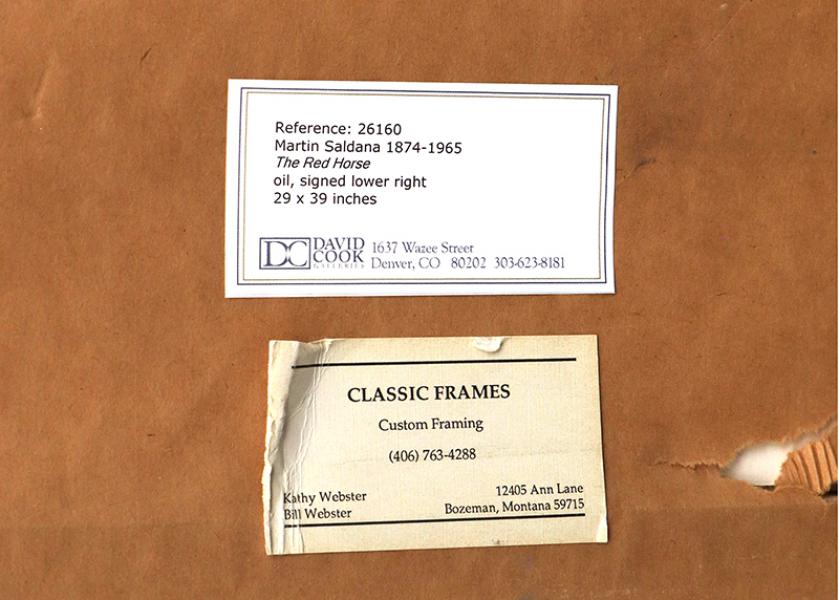 Reference: 26160
Martin Saldana 1874-1965
The Red Horse
oil, signed lower right
29 x 39 inches
DC DAVID COOK GALLERIES
1637 Wazee Street
Denver, CO 80202 303-623-8181
CLASSIC FRAMES
Custom Framing
(406) 763-4288
Kathy Webster
Bill Webster
12405 Ann Lane
Bozeman, Montana 59715